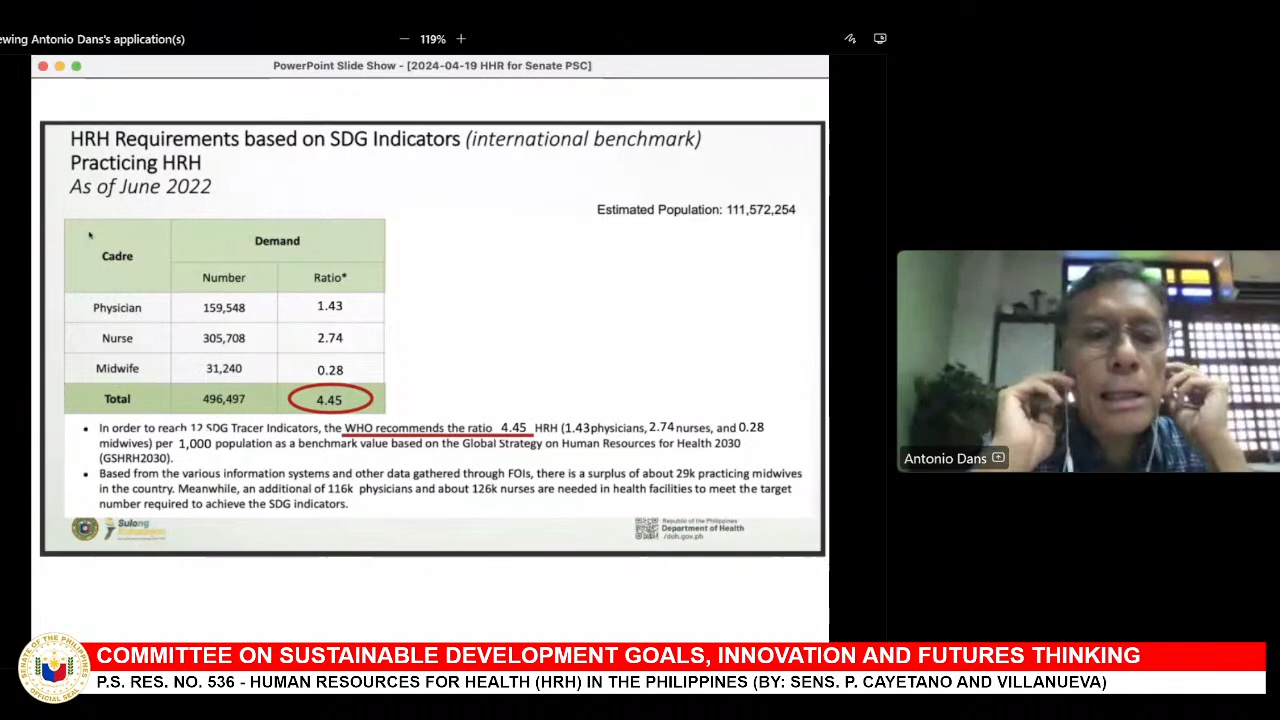 ewing Antonio Dans's application(s)
119%
PowerPoint Slide Show - [2024-04-19 HHR for Senate PSC]
HRH Requirements based on SDG Indicators (international benchmark)
Practicing HRH
As of June 2022
Estimated Population: 111,572,254
Cadre Demand
Number Ratio*
Physician 159,548 1.43
Nurse 305,708 2.74
Midwife 31,240 0.28
Total 496,497 4.45
• In order to reach 12 SDG Tracer Indicators, the WHO recommends the ratio 4.45 HRH (1.43physicians, 2.74 nurses, and 0.28
midwives) per 1,000 population as a benchmark value based on the Global Strategy on Human Resources for Health 2030
(GSHRH2030).
• Based from the various information systems and other data gathered through FOIs, there is a surplus of about 29k practicing midwives
in the country. Meanwhile, an additional of 116k physicians and about 126k nurses are needed in health facilities to meet the target
number required to achieve the SDG indicators.
Sulong
Republic of the Philippines
Department of Health
/doh.gov.ph
Antonio Dans
SENATE OF THE PHILIPPINES
OFFICIAL SEAL
COMMITTEE ON SUSTAINABLE DEVELOPMENT GOALS, INNOVATION AND FUTURES THINKING
P.S. RES. NO. 536 - HUMAN RESOURCES FOR HEALTH (HRH) IN THE PHILIPPINES (BY: SENS. P. CAYETANO AND VILLANUEVA)